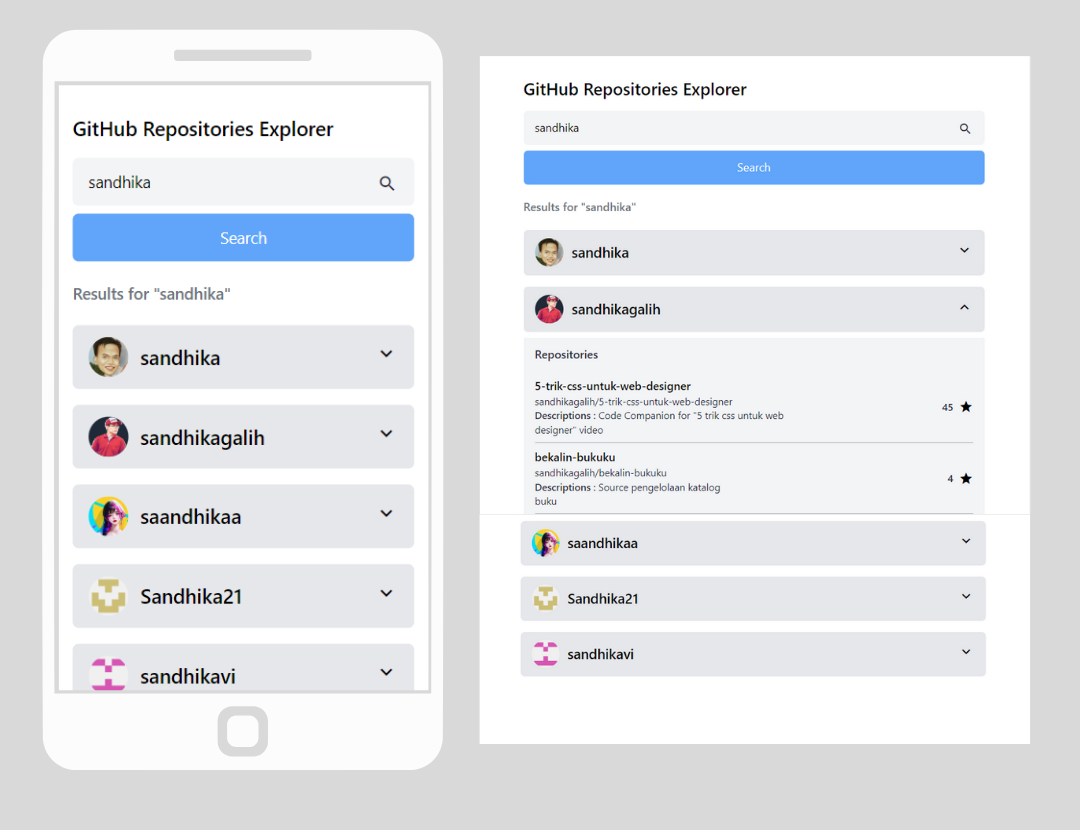 GitHub Repositories Explorer
sandhika
Search
Results for "sandhika"
sandhika
sandhikagalih
saandhikaa
Sandhika21
sandhikavi
GitHub Repositories Explorer
sandhika
Search
Results for "sandhika"
sandhika
sandhikagalih
Repositories
5-trik-css-untuk-web-designer
sandhikagalih/5-trik-css-untuk-web-designer
Descriptions : Code Companion for "5 trik css untuk web
designer" video
45
bekalin-bukuku
sandhikagalih/bekalin-bukuku
Descriptions : Source pengelolaan katalog
buku
4
saandhikaa
Sandhika21
sandhikavi